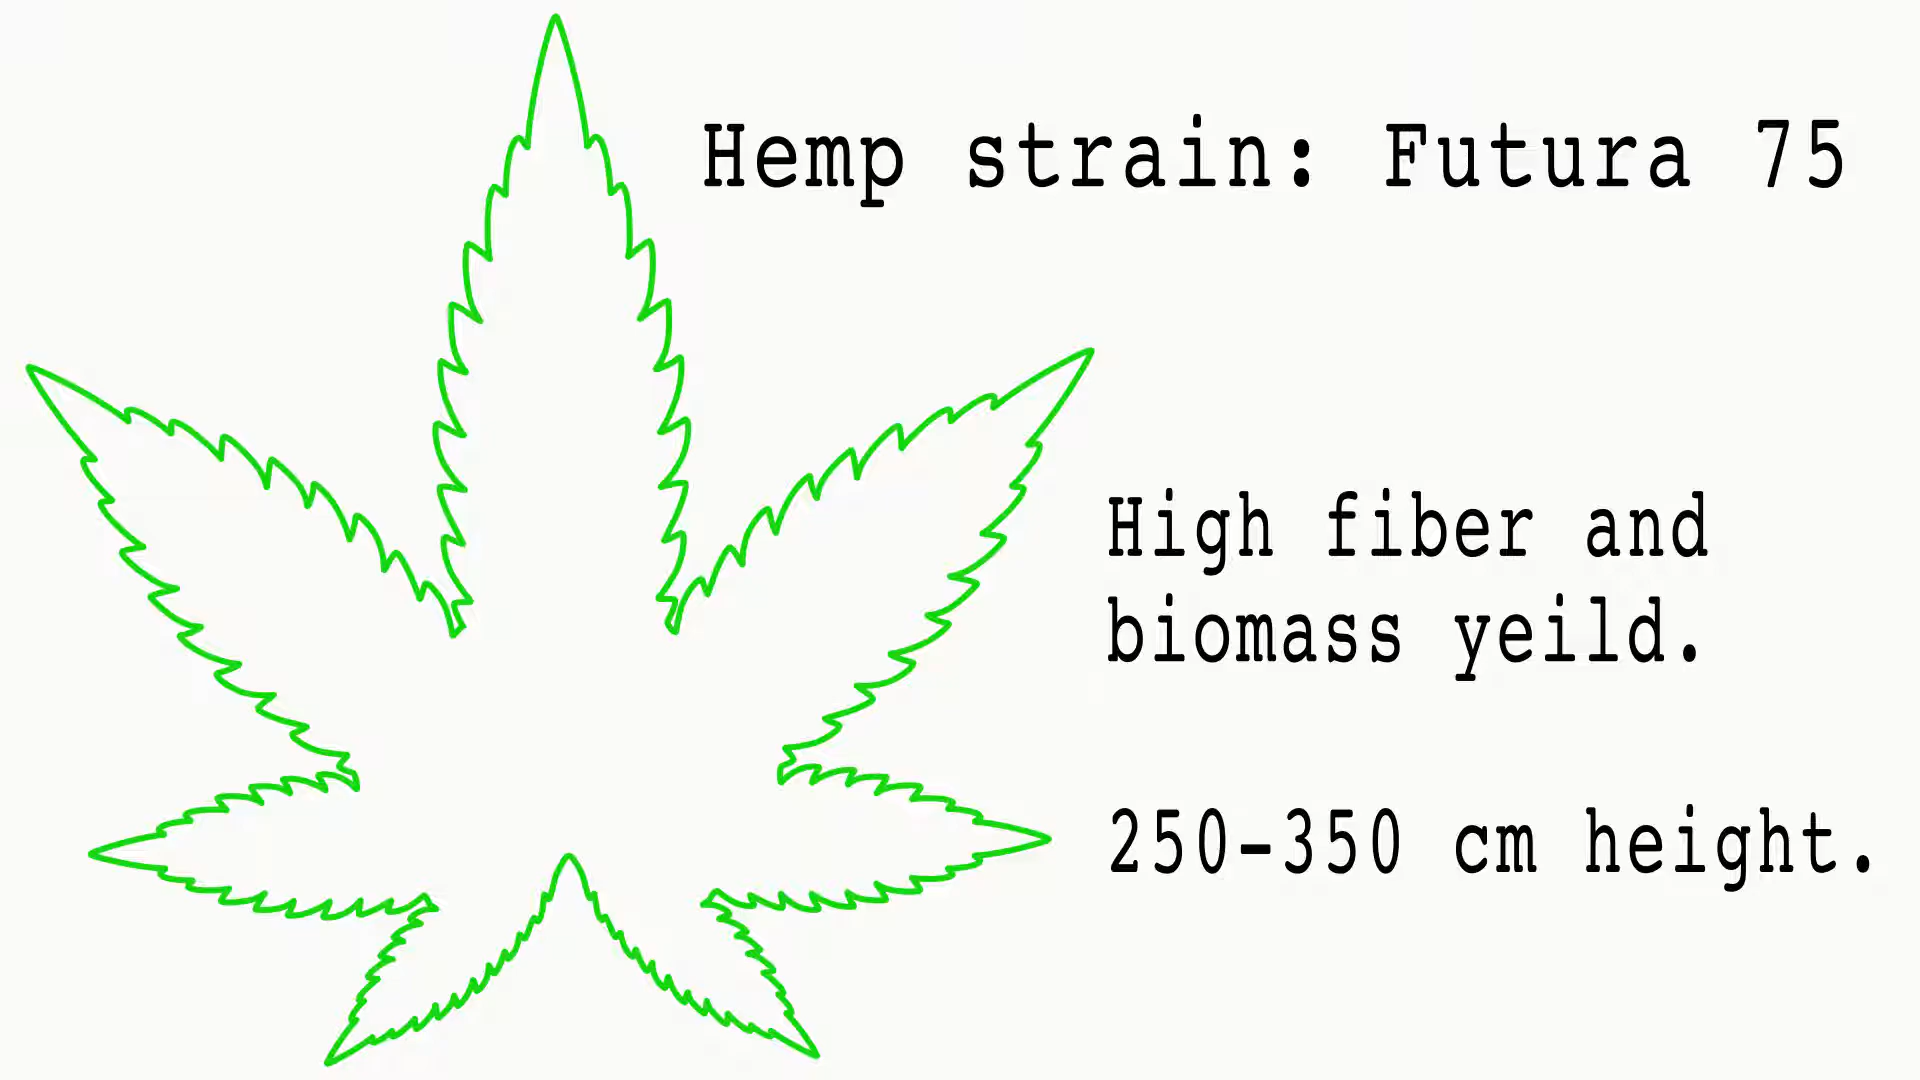 Hemp strain: Futura 75
High fiber and
biomass yeild.
250-350 cm height.